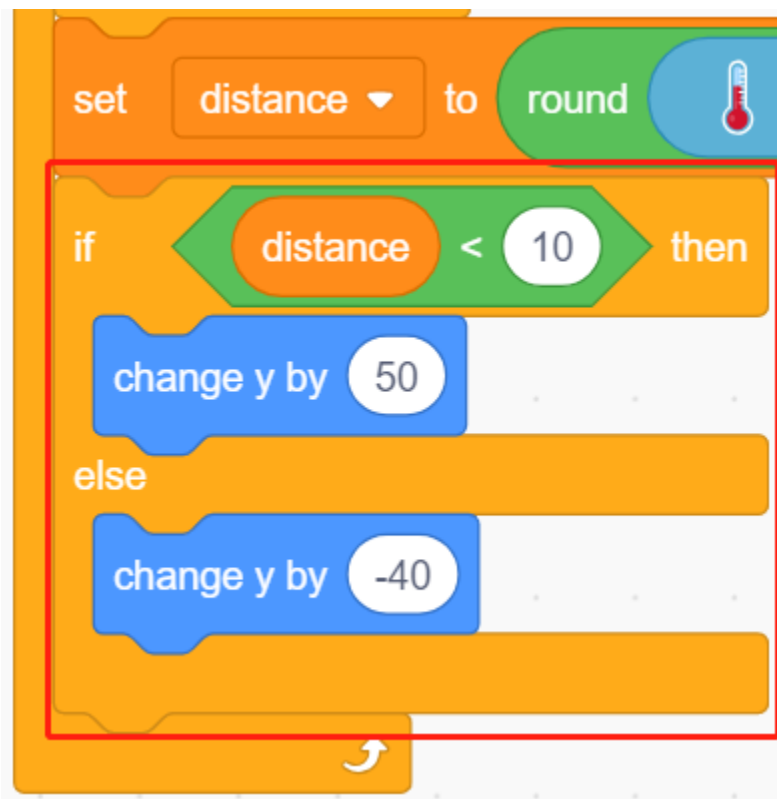 set distance to round
if distance < 10 then
change y by 50
else
change y by -40